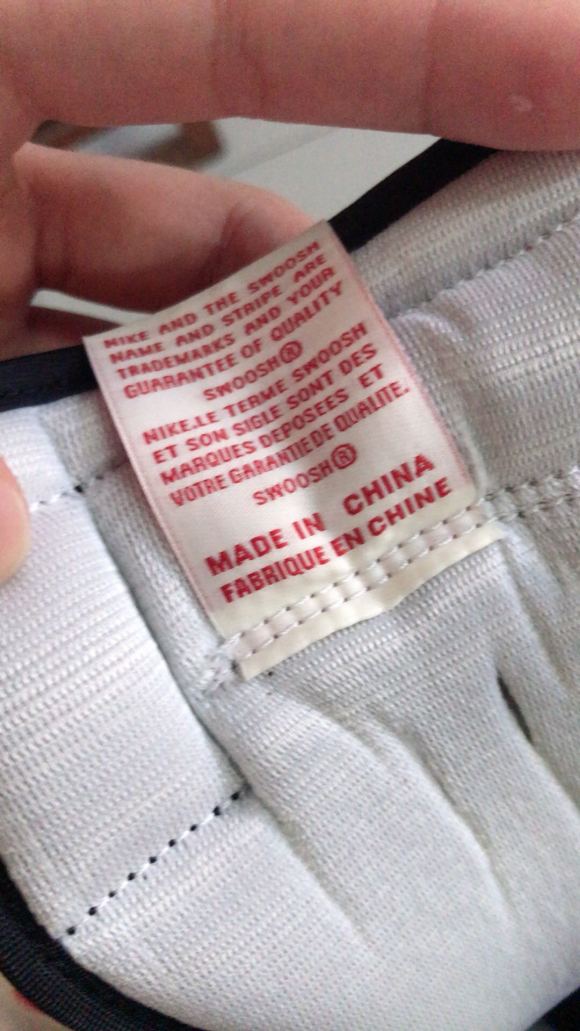 NIKE AND THE SWOOSH
NAME AND STRIPE ARE
TRADEMARKS AND YOUR
GUARANTEE OF QUALITY
SWOOSH®
NIKE.LE TERME SWOOSH
ET SON SIGLE SONT DES
MARQUES DEPOSEES ET
VOTRE GARANTIE DE QUALITE.
SWOOSH®
MADE IN CHINA
FABRIQUE EN CHINE